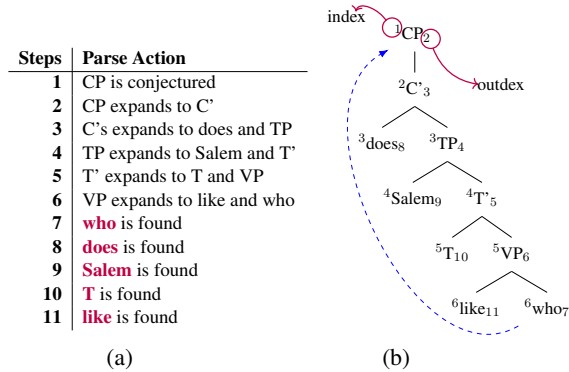 Steps Parse Action
1 CP is conjectured
2 CP expands to C'
3 C's expands to does and TP
4 TP expands to Salem and T'
5 T' expands to T and VP
6 VP expands to like and who
7 who is found
8 does is found
9 Salem is found
10 T is found
11 like is found
(a)
index
¹CP₂
outdex
²C'₃
³does₈ ³TP₄
⁴Salem₉ ⁴T'₅
⁵T₁₀ ⁵VP₆
⁶like₁₁ ⁶who₇
(b)